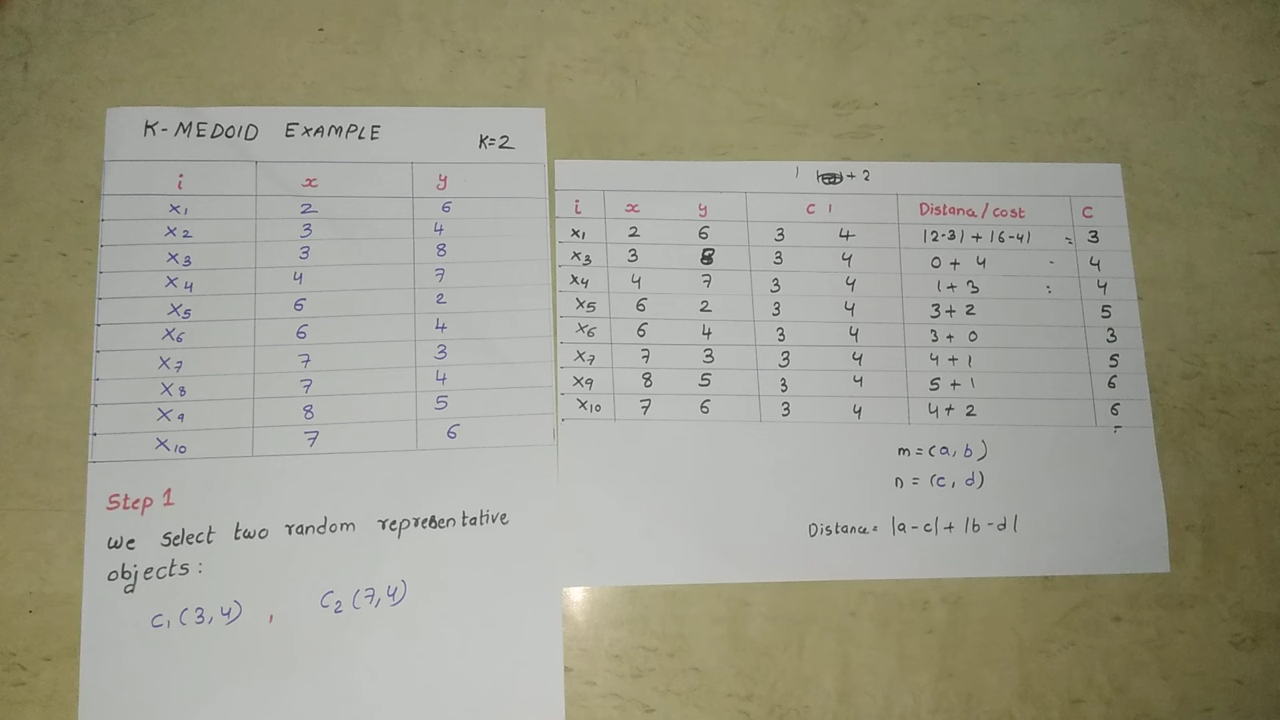 K-MEDOID EXAMPLE K=2
i x y
x1 2 6
x2 3 4
x3 3 8
x4 4 7
x5 6 2
x6 6 4
x7 7 3
x8 7 4
x9 8 5
x10 7 6
Step 1
we select two random representative
objects:
C1 (3,4) , C2 (7,4)
1 + 2
i x y C 1 Distana/cost C
x1 2 6 3 4 |2-3| + |6-4| = 3
x3 3 8 3 4 0 + 4 - 4
x4 4 7 3 4 1 + 3 : 4
x5 6 2 3 4 3 + 2 5
x6 6 4 3 4 3 + 0 3
x7 7 3 3 4 4 + 1 5
x9 8 5 3 4 5 + 1 6
x10 7 6 3 4 4 + 2 6
m = (a, b)
n = (c, d)
Distance = |a-c| + |b-d|